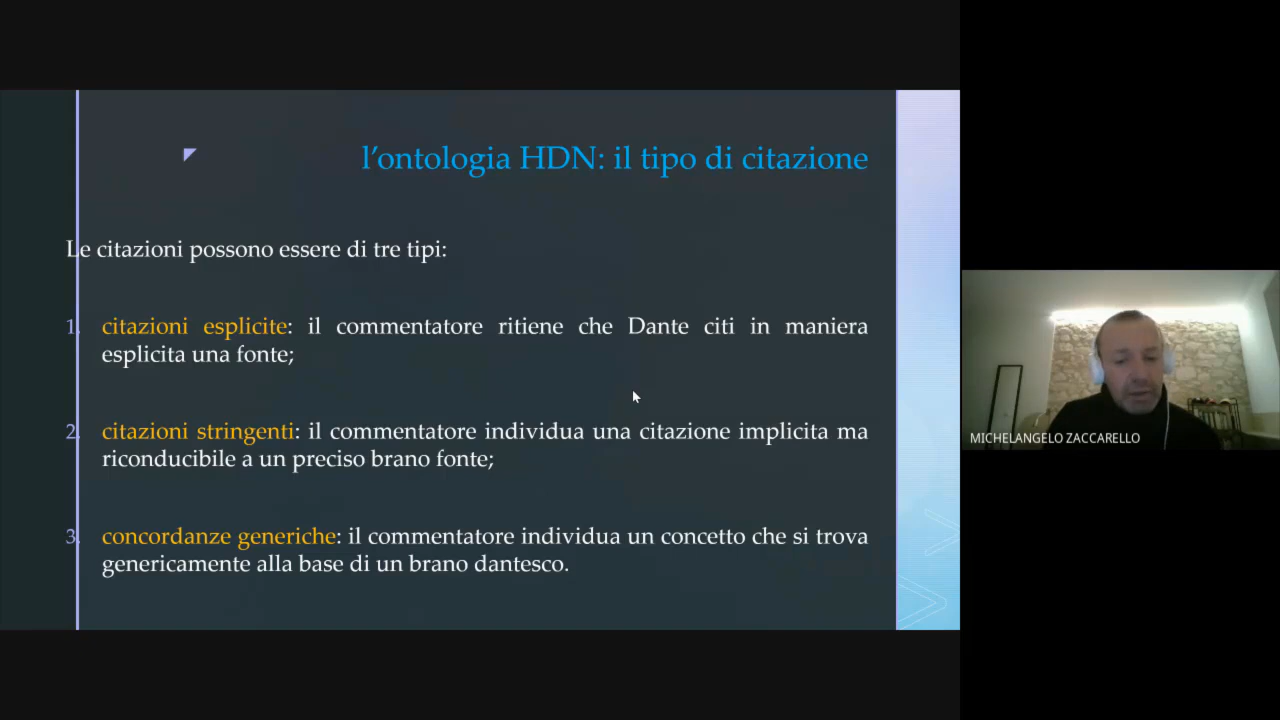 l’ontologia HDN: il tipo di citazione
Le citazioni possono essere di tre tipi:
1. citazioni esplicite: il commentatore ritiene che Dante citi in maniera
esplicita una fonte;
2. citazioni stringenti: il commentatore individua una citazione implicita ma
riconducibile a un preciso brano fonte;
3. concordanze generiche: il commentatore individua un concetto che si trova
genericamente alla base di un brano dantesco.
MICHELANGELO ZACCARELLO